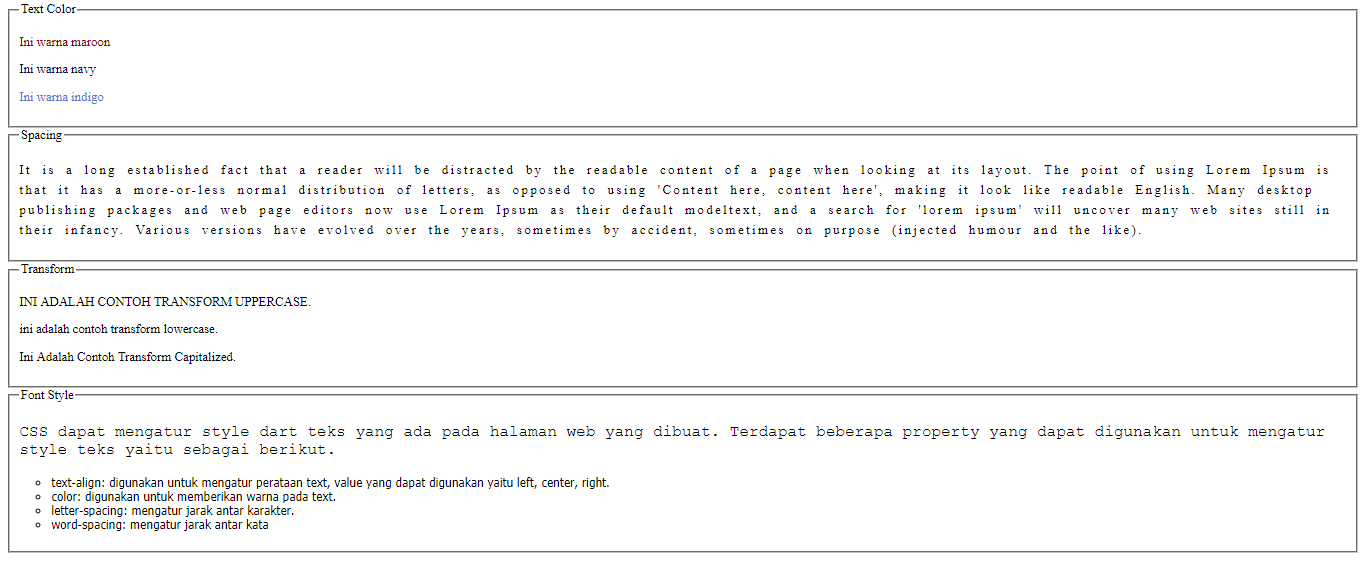 Text Color
Ini warna maroon
Ini warna navy
Ini warna indigo
Spacing
It is a long established fact that a reader will be distracted by the readable content of a page when looking at its layout. The point of using Lorem Ipsum is
that it has a more-or-less normal distribution of letters, as opposed to using 'Content here, content here', making it look like readable English. Many desktop
publishing packages and web page editors now use Lorem Ipsum as their default modeltext, and a search for 'lorem ipsum' will uncover many web sites still in
their infancy. Various versions have evolved over the years, sometimes by accident, sometimes on purpose (injected humour and the like).
Transform
INI ADALAH CONTOH TRANSFORM UPPERCASE.
ini adalah contoh transform lowercase.
Ini Adalah Contoh Transform Capitalized.
Font Style
CSS dapat mengatur style dart teks yang ada pada halaman web yang dibuat. Terdapat beberapa property yang dapat digunakan untuk mengatur
style teks yaitu sebagai berikut.
text-align: digunakan untuk mengatur perataan text, value yang dapat digunakan yaitu left, center, right.
color: digunakan untuk memberikan warna pada text.
letter-spacing: mengatur jarak antar karakter.
word-spacing: mengatur jarak antar kata